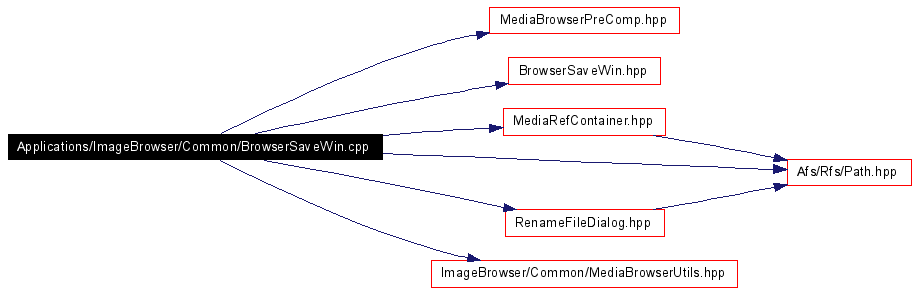 MediaBrowserPreComp.hpp
BrowserSaveWin.hpp
MediaRefContainer.hpp
Applications/ImageBrowser/Common/BrowserSaveWin.cpp
Afs/Rfs/Path.hpp
RenameFileDialog.hpp
ImageBrowser/Common/MediaBrowserUtils.hpp